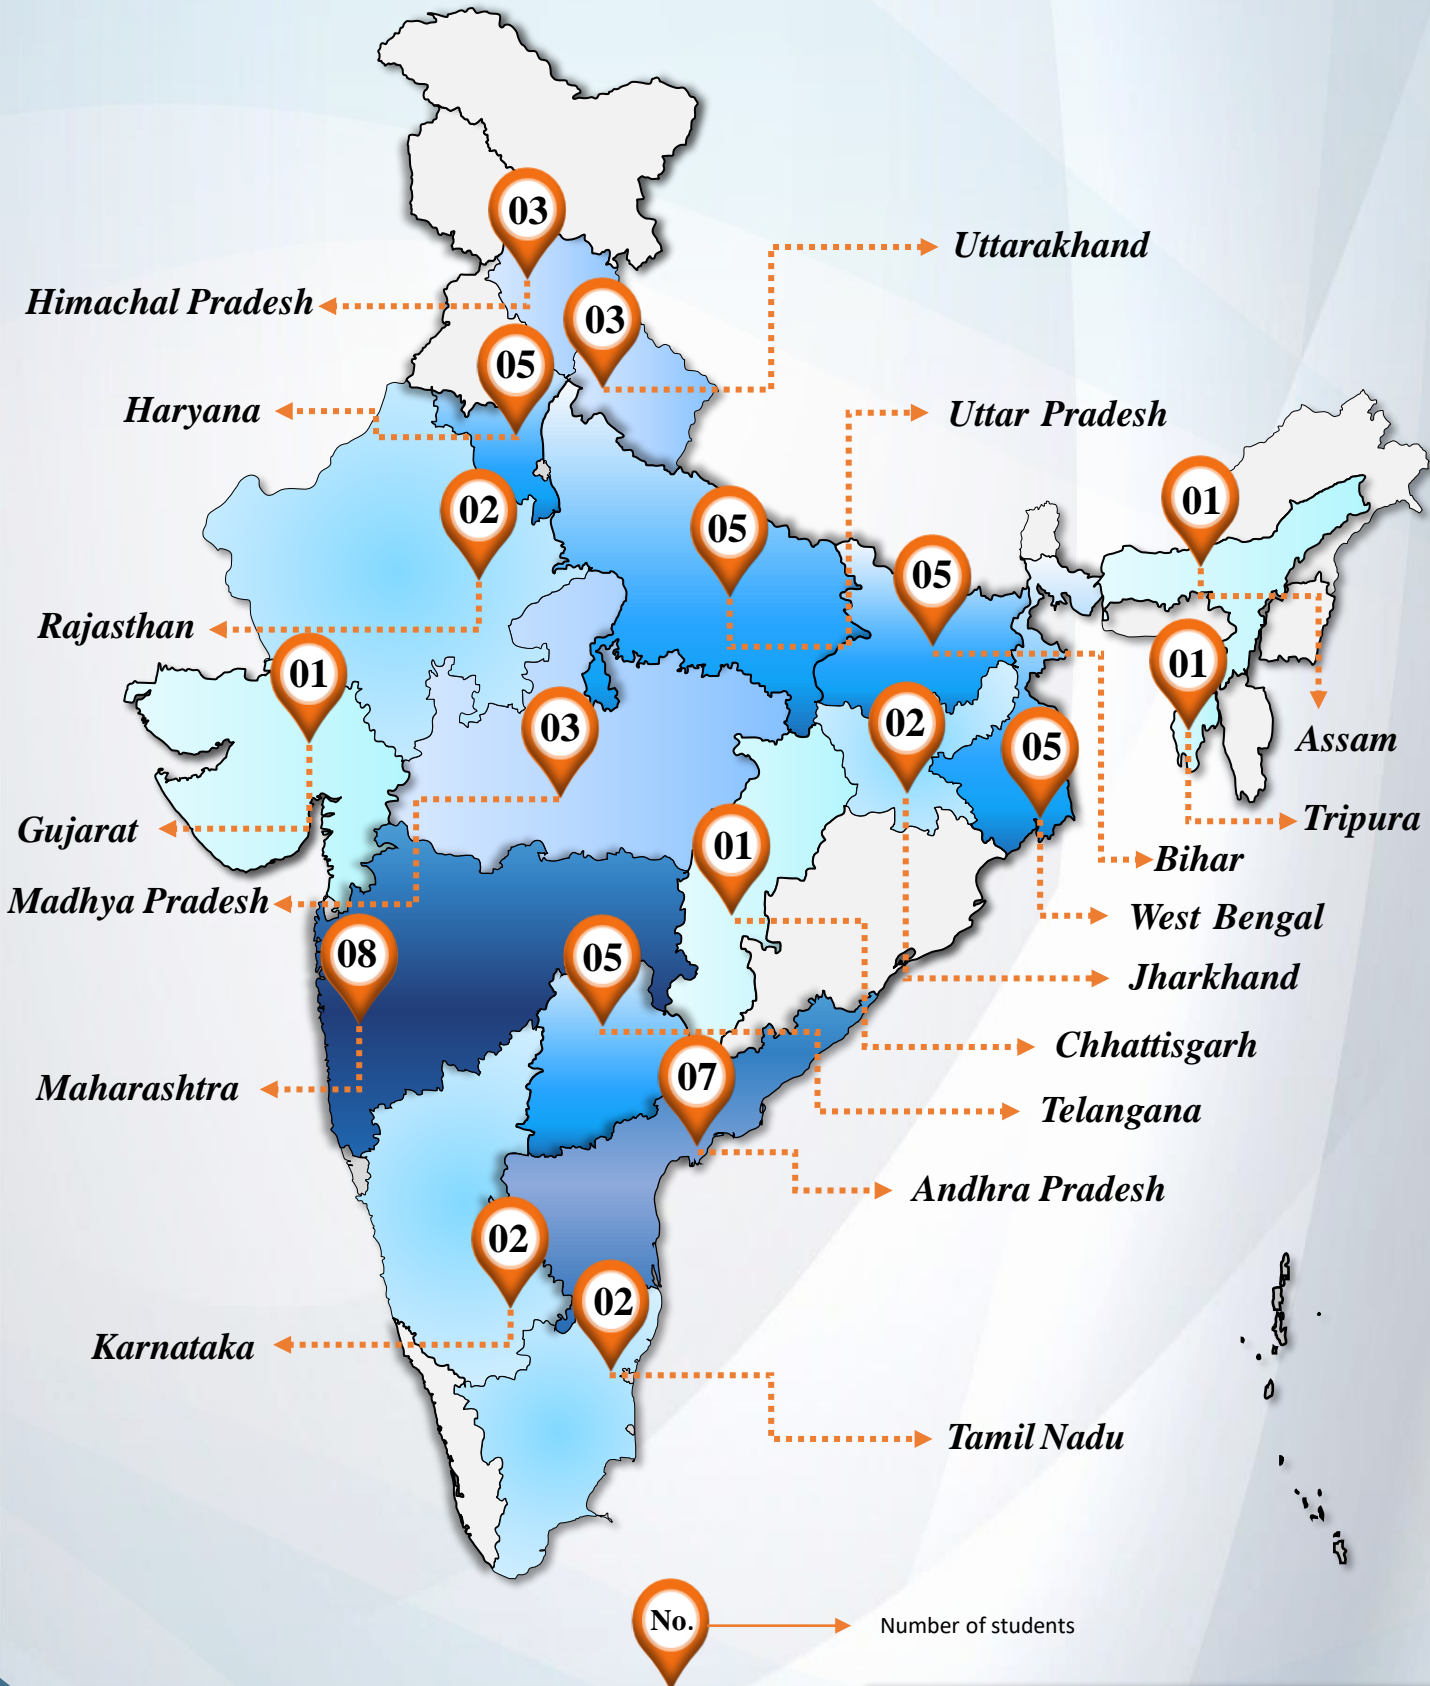 03
Uttarakhand
Himachal Pradesh
03
05
Haryana
Uttar Pradesh
01
02
05
05
Rajasthan
01
01
03
02
05
Assam
Gujarat
Tripura
01
Bihar
Madhya Pradesh
West Bengal
08
05
Jharkhand
Chhattisgarh
Maharashtra
07
Telangana
Andhra Pradesh
02
02
Karnataka
Tamil Nadu
No.
Number of students